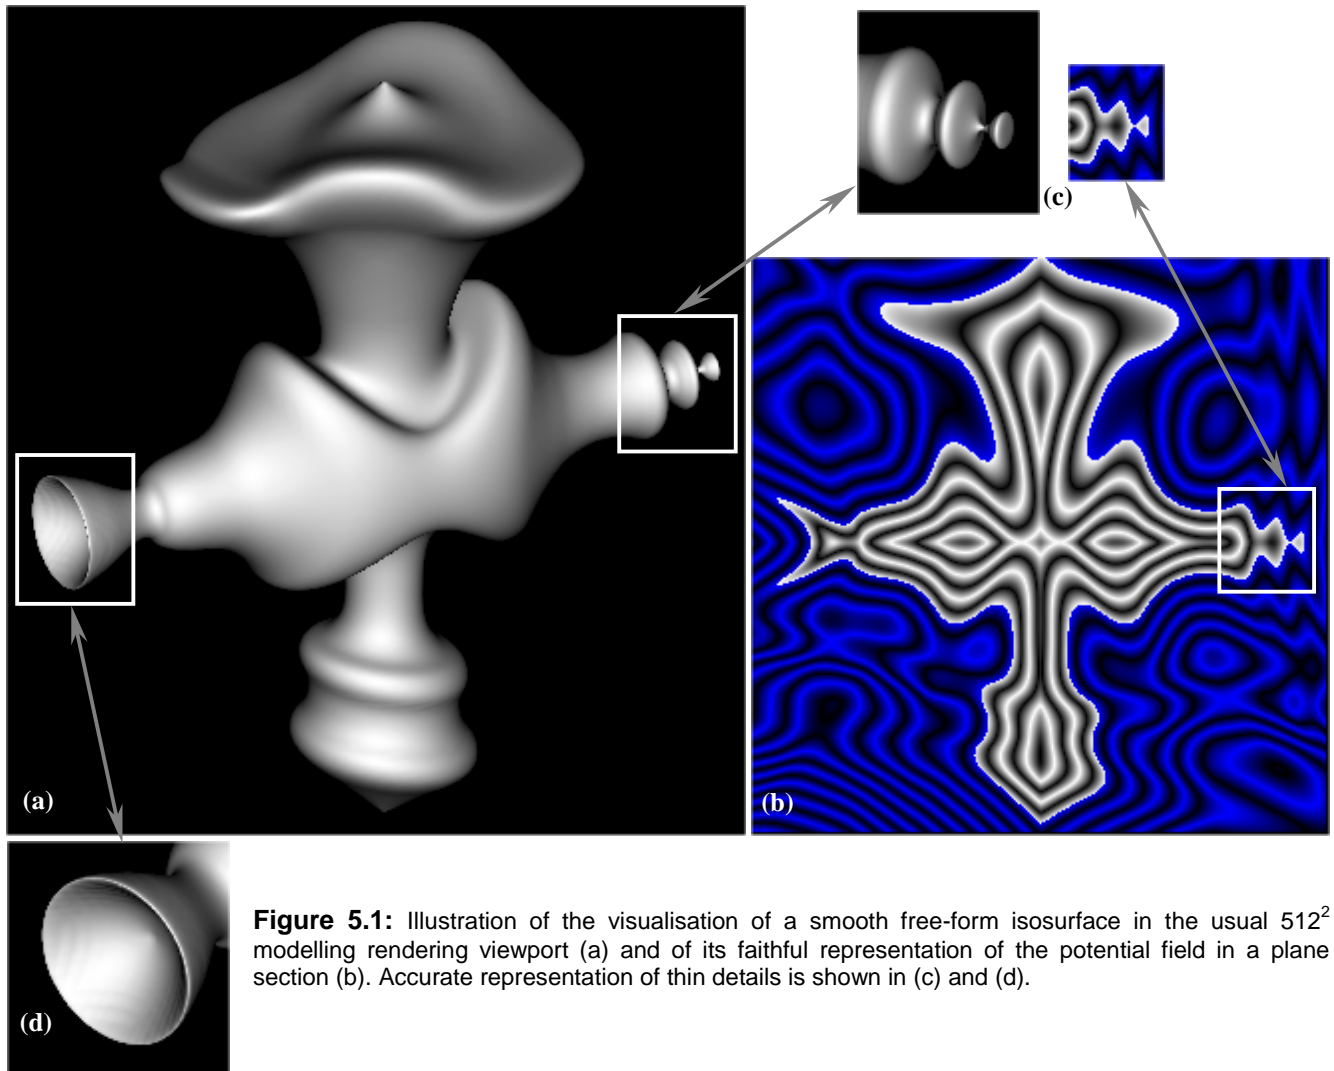 (c)
(a)
(b)
(d)
Figure 5.1: Illustration of the visualisation of a smooth free-form isosurface in the usual 512²
modelling rendering viewport (a) and of its faithful representation of the potential field in a plane
section (b). Accurate representation of thin details is shown in (c) and (d).